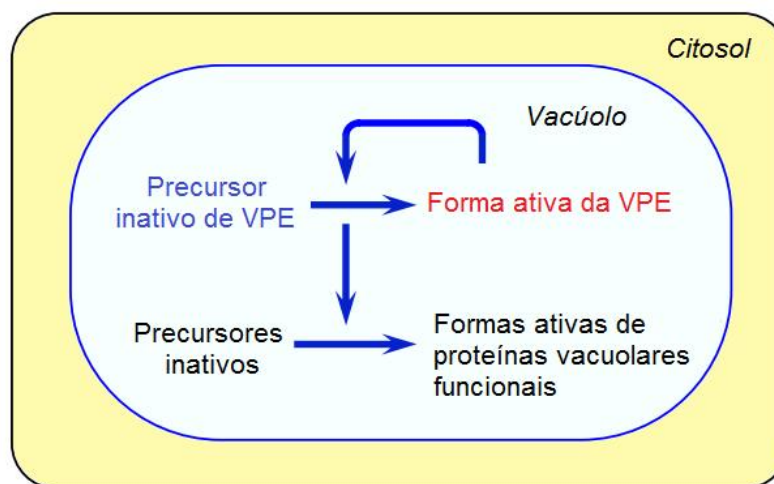 Citosol
Vacúolo
Precursor
inativo de VPE
Forma ativa da VPE
Precursores
inativos
Formas ativas de
proteínas vacuolares
funcionais